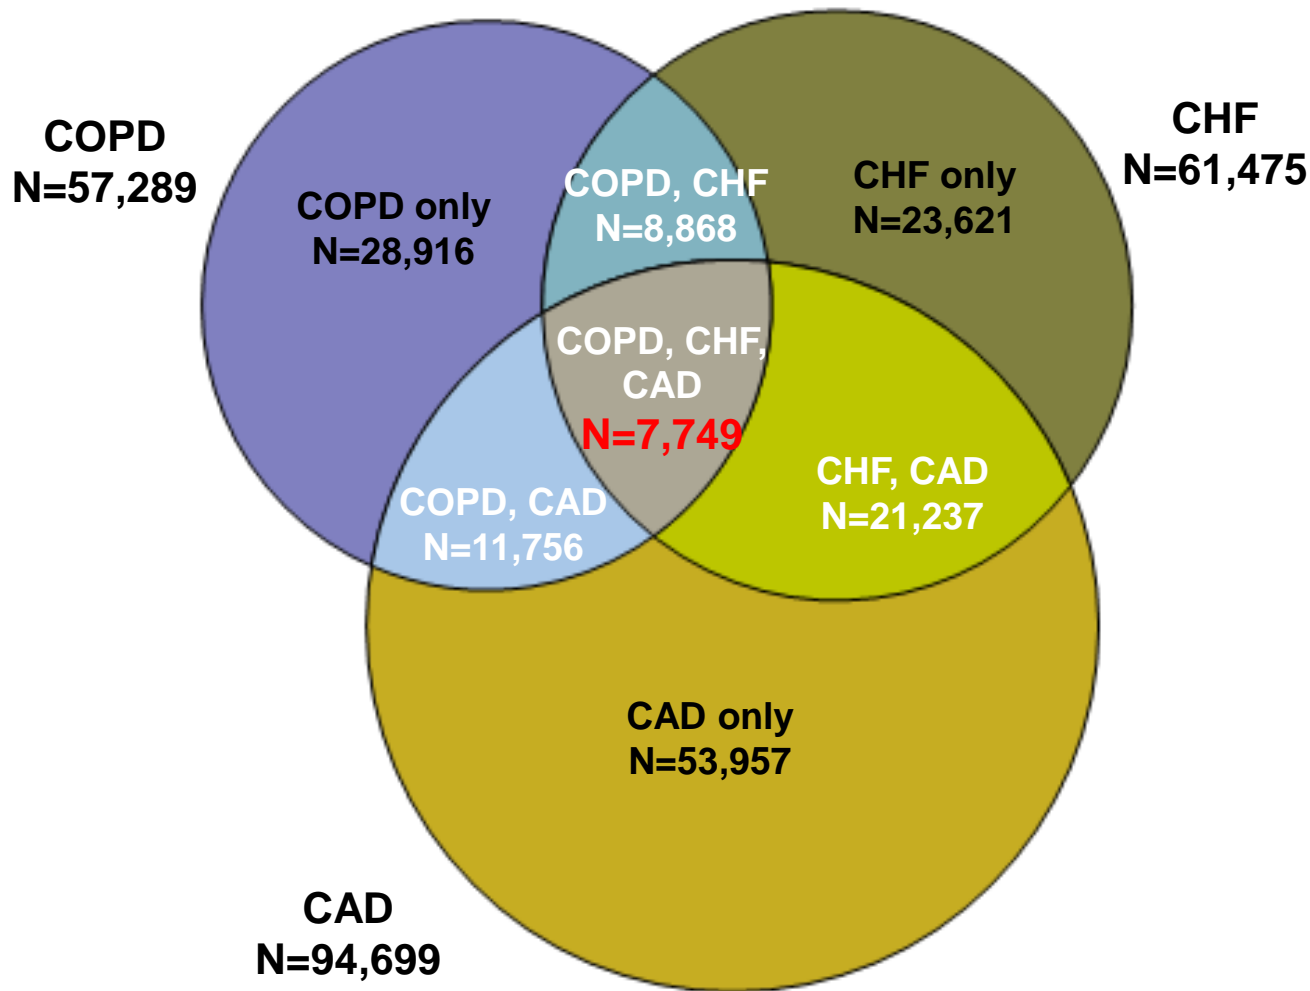 COPD
N=57,289
CHF
N=61,475
COPD only
N=28,916
COPD, CHF
N=8,868
CHF only
N=23,621
COPD, CHF,
CAD
N=7,749
COPD, CAD
N=11,756
CHF, CAD
N=21,237
CAD only
N=53,957
CAD
N=94,699